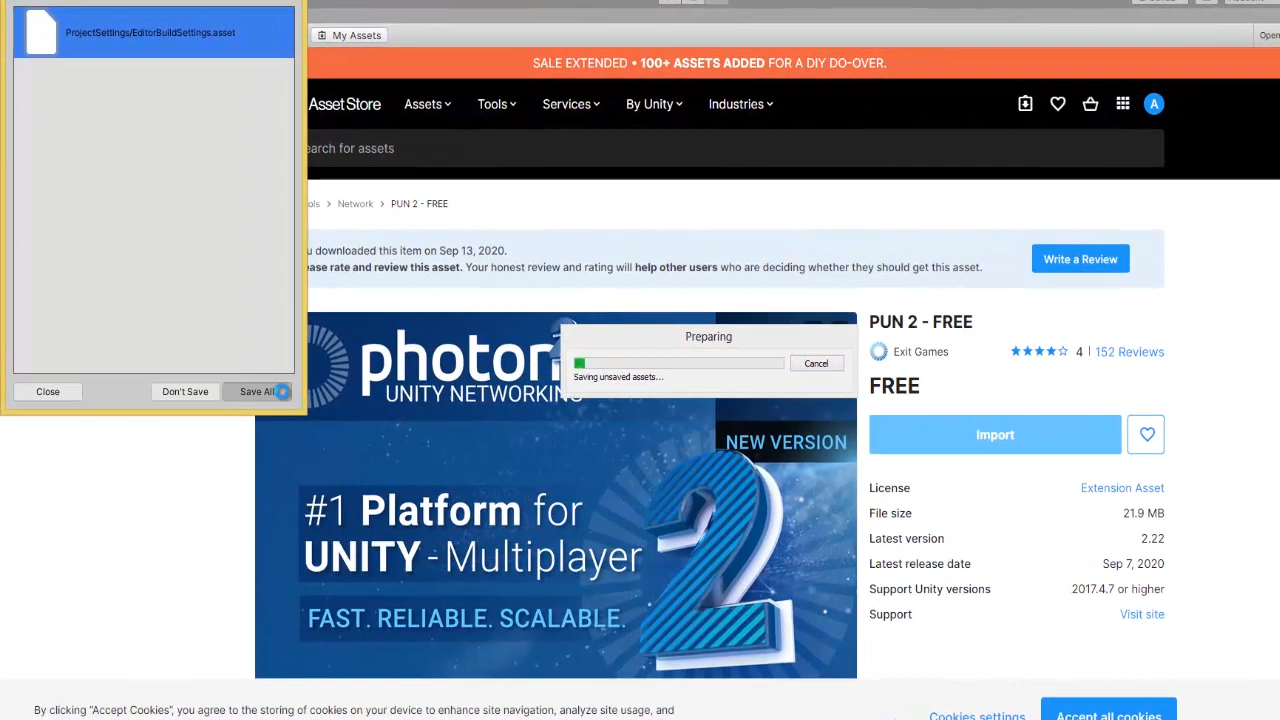 ProjectSettings/EditorBuildSettings.asset
Close
Don't Save
Save All
My Assets
Open
SALE EXTENDED • 100+ ASSETS ADDED FOR A DIY DO-OVER.
Asset Store
Assets
Tools
Services
By Unity
Industries
A
earch for assets
ols > Network > PUN 2 - FREE
u downloaded this item on Sep 13, 2020.
ease rate and review this asset. Your honest review and rating will help other users who are deciding whether they should get this asset.
Write a Review
photon
UNITY NETWORKING
NEW VERSION
#1 Platform for
UNITY - Multiplayer
2
FAST. RELIABLE. SCALABLE.
Preparing
Cancel
Saving unsaved assets...
PUN 2 - FREE
Exit Games
4 | 152 Reviews
FREE
Import
License
Extension Asset
File size
21.9 MB
Latest version
2.22
Latest release date
Sep 7, 2020
Support Unity versions
2017.4.7 or higher
Support
Visit site
By clicking “Accept Cookies”, you agree to the storing of cookies on your device to enhance site navigation, analyze site usage, and
Cookies settings
Accept all cookies